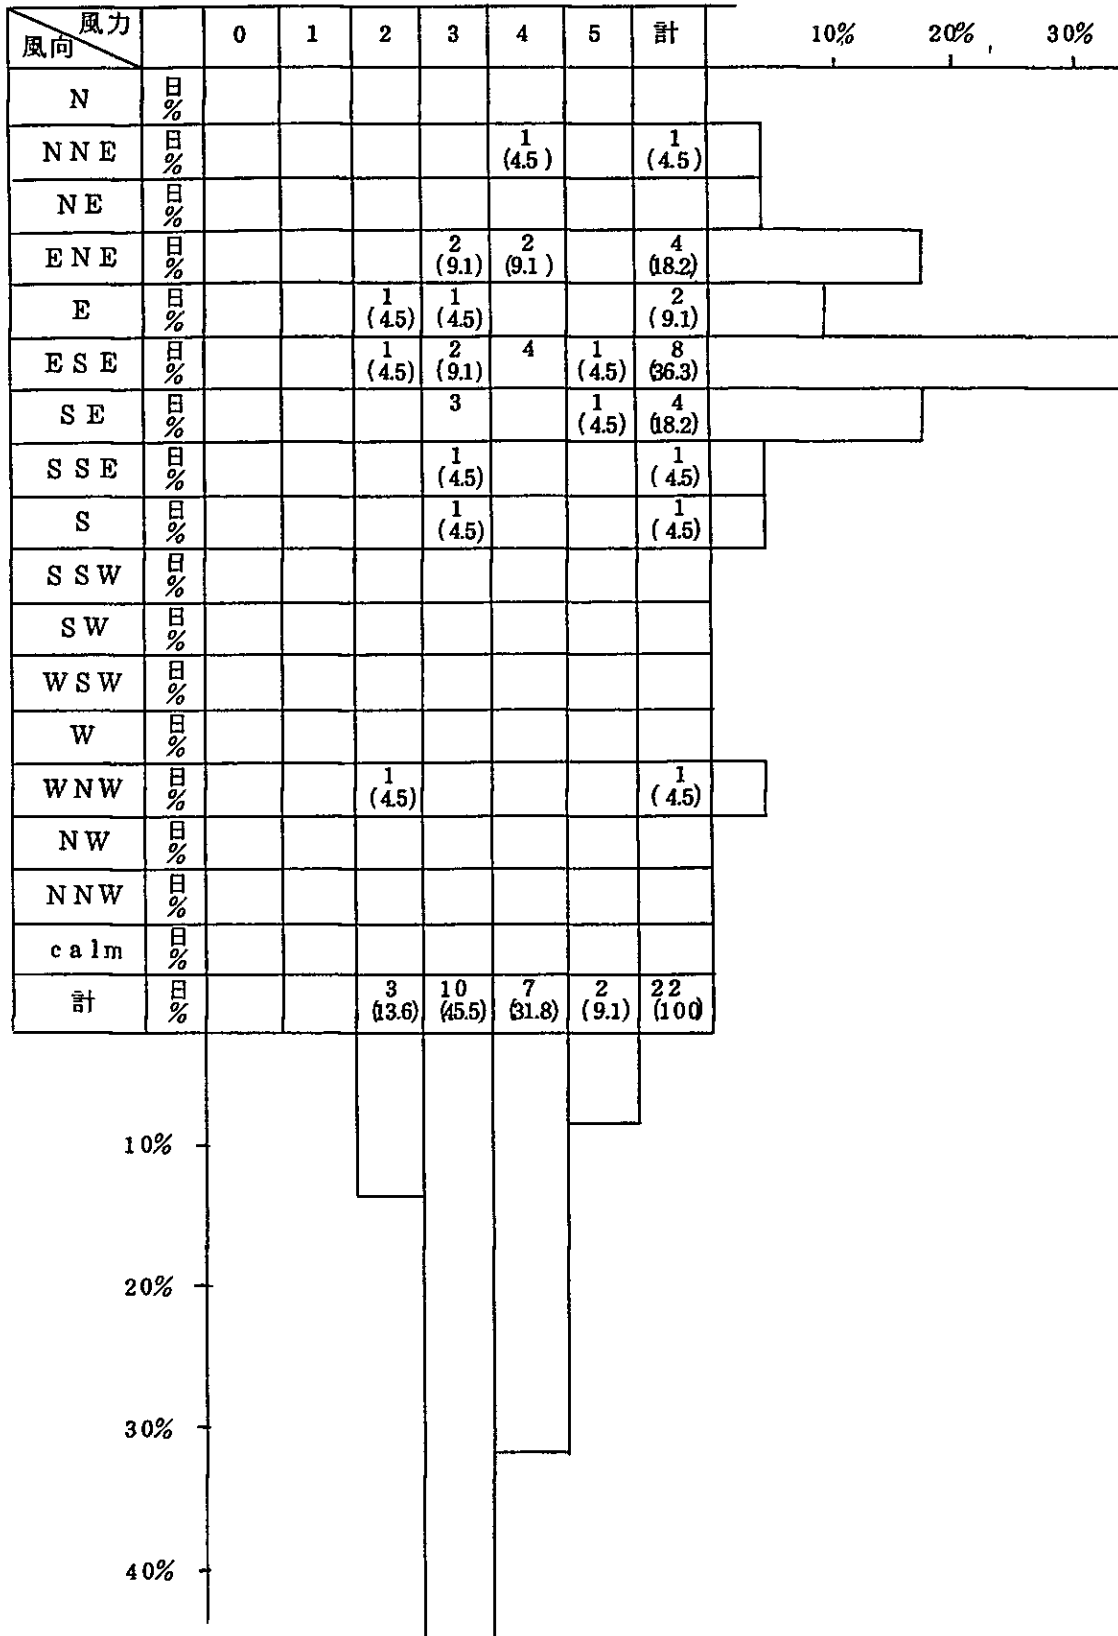 風力
風向
0 1 2 3 4 5 計 10% 20% 30%
N 日 %
NNE 日 % 1 (4.5) 1 (4.5)
NE 日 %
ENE 日 % 2 (9.1) 2 (9.1) 4 (18.2)
E 日 % 1 (4.5) 1 (4.5) 2 (9.1)
ESE 日 % 1 (4.5) 2 (9.1) 4 1 (4.5) 8 (36.3)
SE 日 % 3 1 (4.5) 4 (18.2)
SSE 日 % 1 (4.5) 1 (4.5)
S 日 % 1 (4.5) 1 (4.5)
SSW 日 %
SW 日 %
WSW 日 %
W 日 %
WNW 日 % 1 (4.5) 1 (4.5)
NW 日 %
NNW 日 %
calm 日 %
計 日 % 3 (13.6) 10 (45.5) 7 (31.8) 2 (9.1) 22 (100)
10%
20%
30%
40%